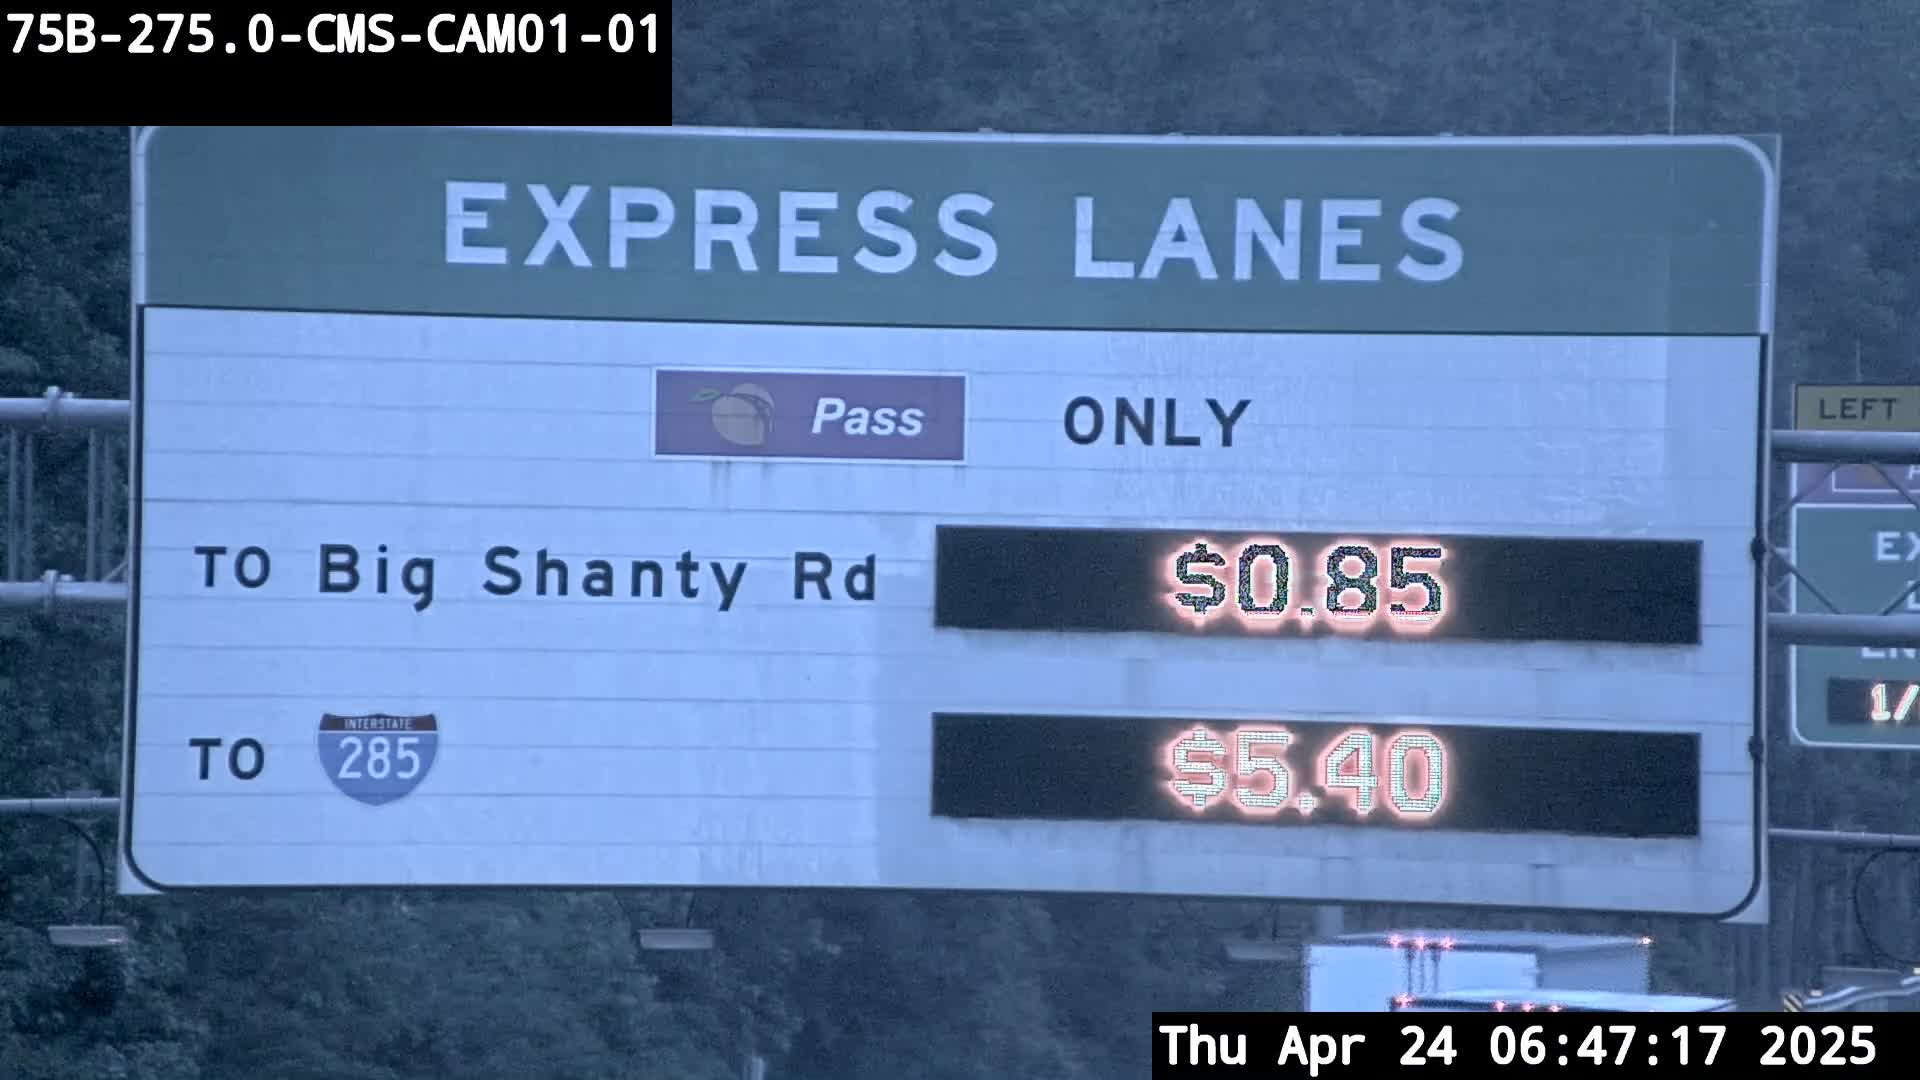 75B-275.0-CMS-CAM01-01
EXPRESS LANES
Pass ONLY
TO Big Shanty Rd $0.85
TO INTERSTATE 285 $5.40
LEFT
1/
Thu Apr 24 06:47:17 2025